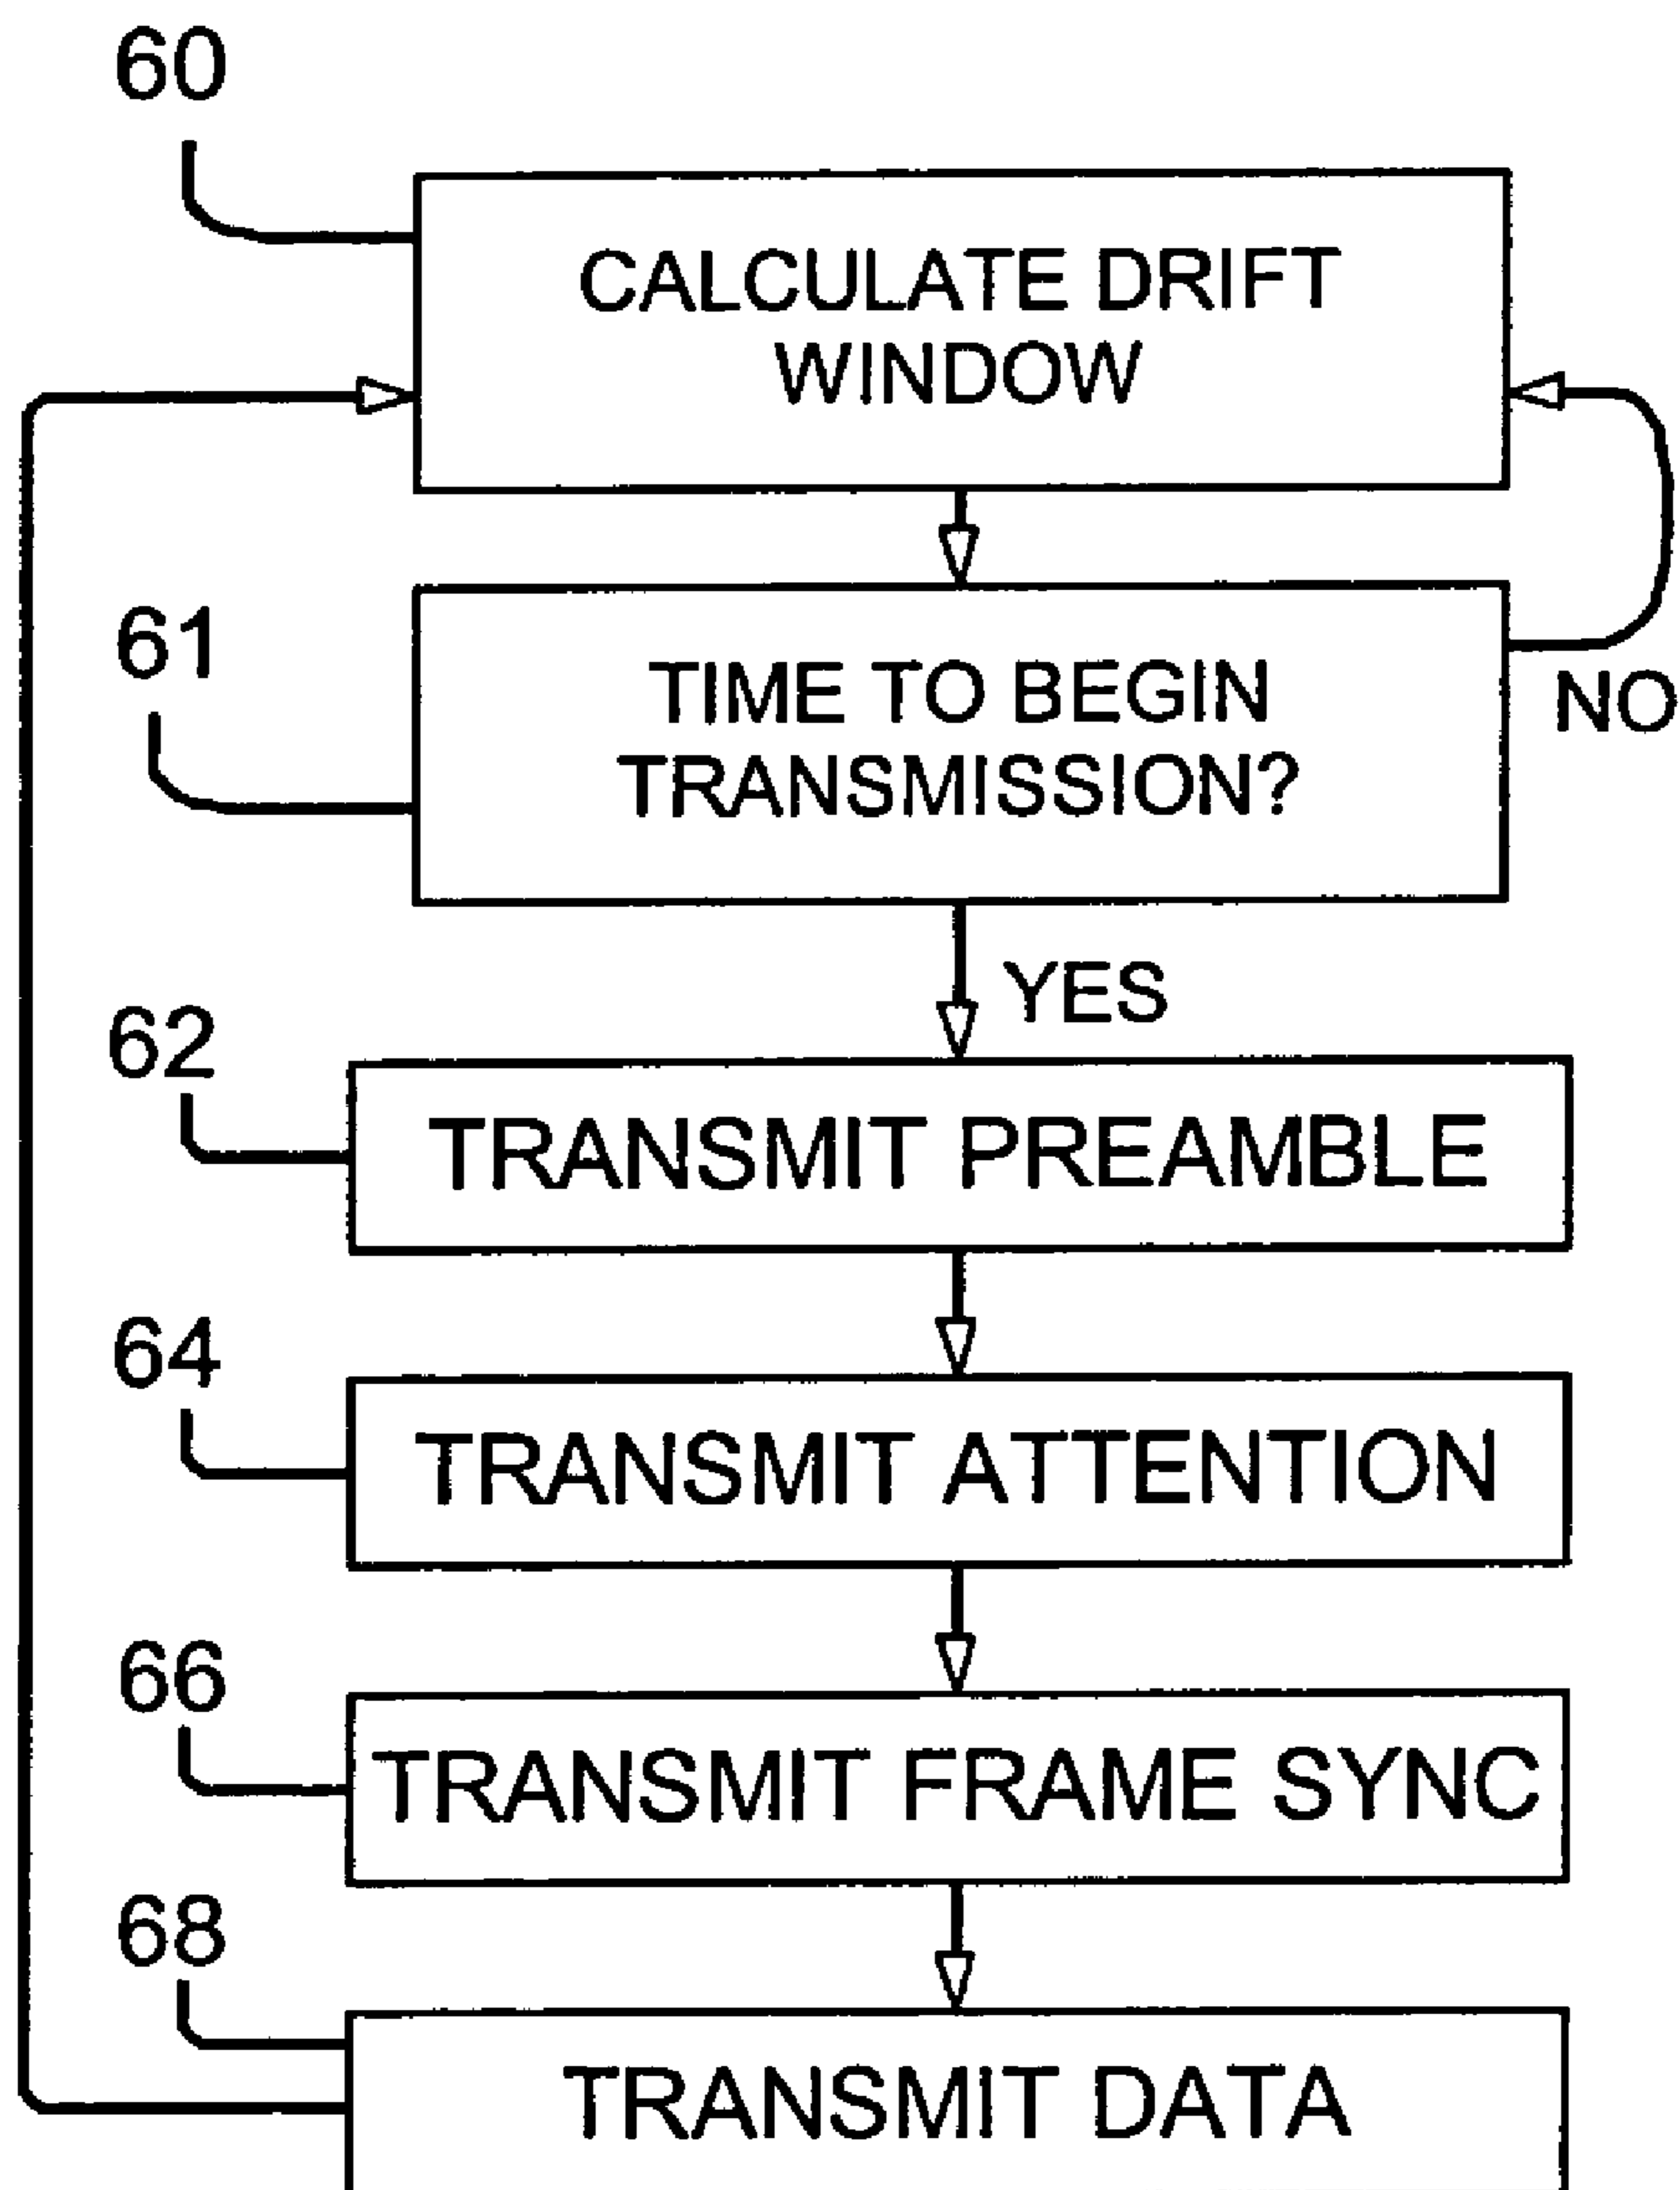 60
CALCULATE DRIFT
WINDOW
61
TIME TO BEGIN
TRANSMISSION?
NO
YES
62
TRANSMIT PREAMBLE
64
TRANSMIT ATTENTION
66
TRANSMIT FRAME SYNC
68
TRANSMIT DATA